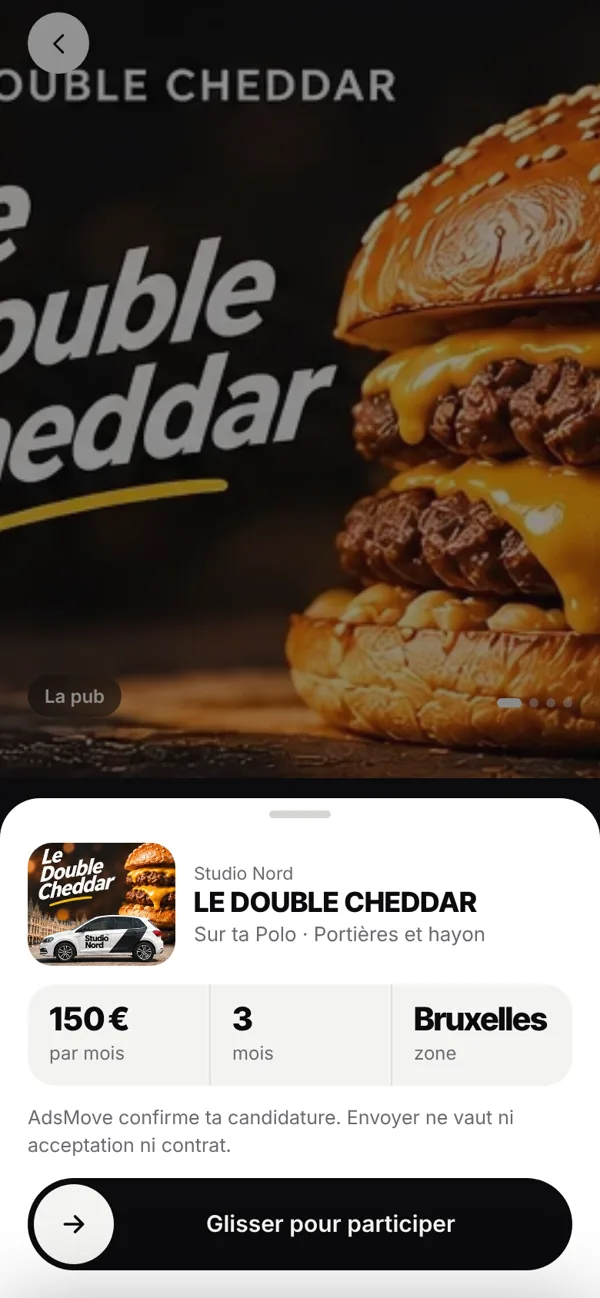 OUBLE CHEDDAR
e
ouble
heddar
La pub
Le
Double
Cheddar
Studio
Nord
Studio Nord
LE DOUBLE CHEDDAR
Sur ta Polo · Portières et hayon
150 € 3 Bruxelles
par mois mois zone
AdsMove confirme ta candidature. Envoyer ne vaut ni
acceptation ni contrat.
Glisser pour participer